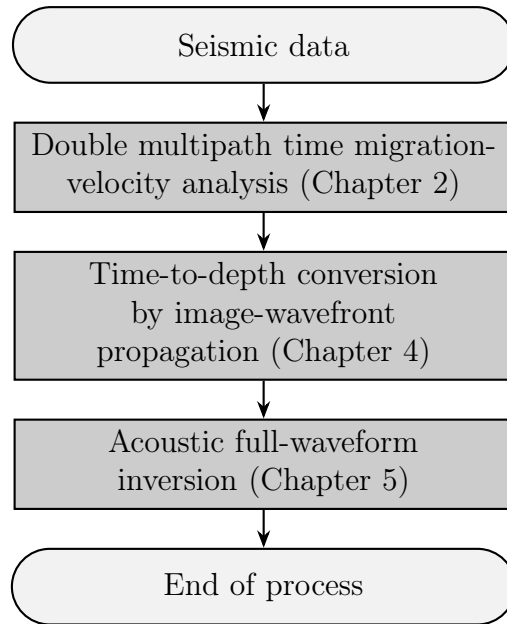 Seismic data
Double multipath time migration-
velocity analysis (Chapter 2)
Time-to-depth conversion
by image-wavefront
propagation (Chapter 4)
Acoustic full-waveform
inversion (Chapter 5)
End of process